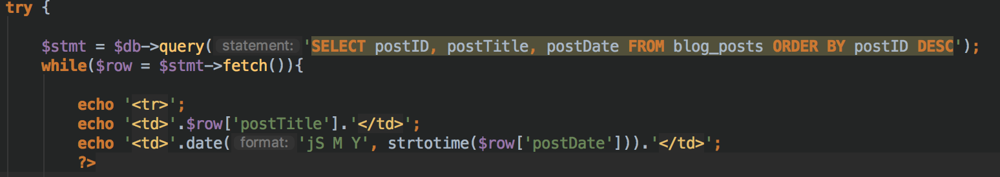 try {
$stmt = $db->query( statement: 'SELECT postID, postTitle, postDate FROM blog_posts ORDER BY postID DESC');
while($row = $stmt->fetch()){
echo '<tr>';
echo '<td>'.$row['postTitle'].'</td>';
echo '<td>'.date( format: 'jS M Y', strtotime($row['postDate'])).'</td>';
?>